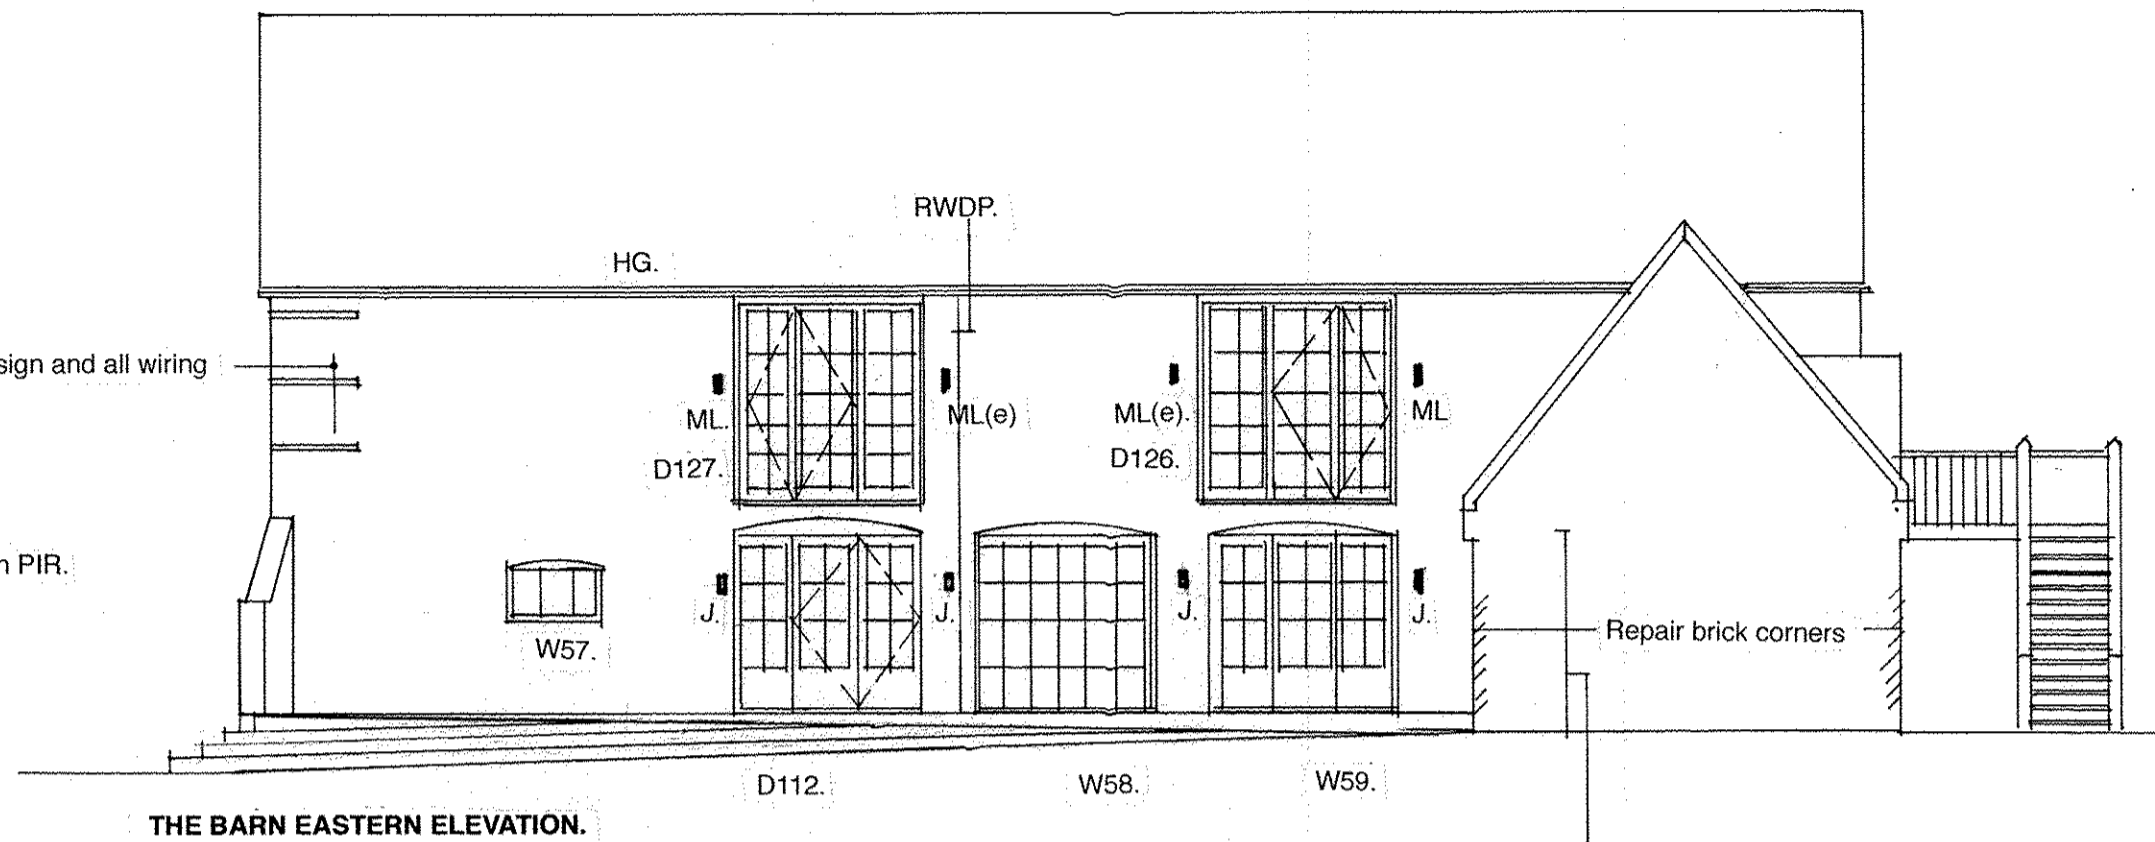 RWDP.
HG.
sign and all wiring
ML.
ML(e)
ML(e).
ML
D127.
D126.
n PIR.
J.
J.
J.
J.
W57.
Repair brick corners
D112.
W58.
W59.
THE BARN EASTERN ELEVATION.